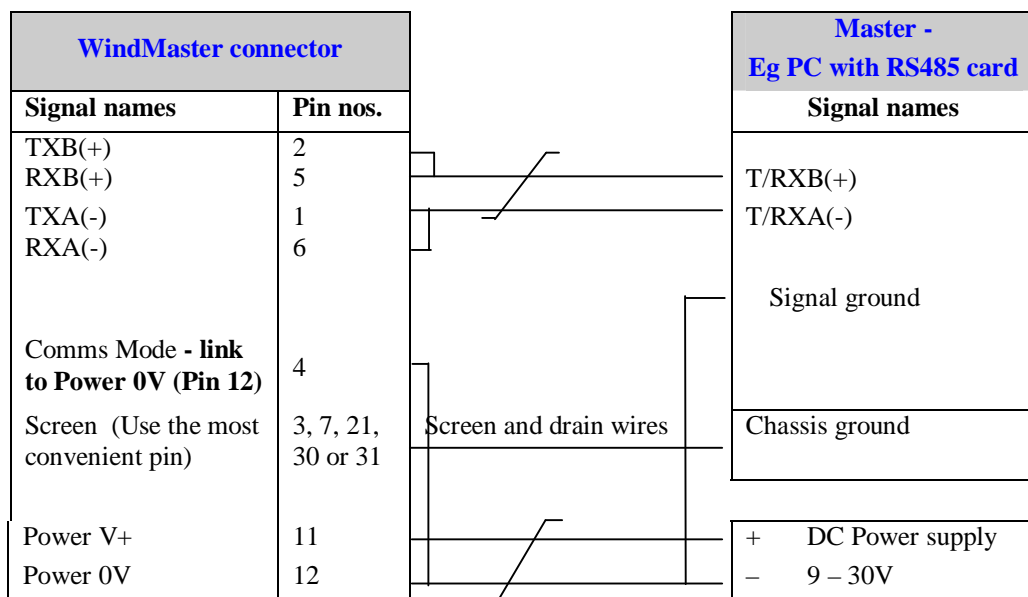 WindMaster connector
Master -
Eg PC with RS485 card
Signal names Pin nos. Signal names
TXB(+) 2
RXB(+) 5 T/RXB(+)
TXA(-) 1 T/RXA(-)
RXA(-) 6
Signal ground
Comms Mode - link
to Power 0V (Pin 12) 4
Screen (Use the most 3, 7, 21, Screen and drain wires Chassis ground
convenient pin) 30 or 31
Power V+ 11 + DC Power supply
Power 0V 12 – 9 – 30V